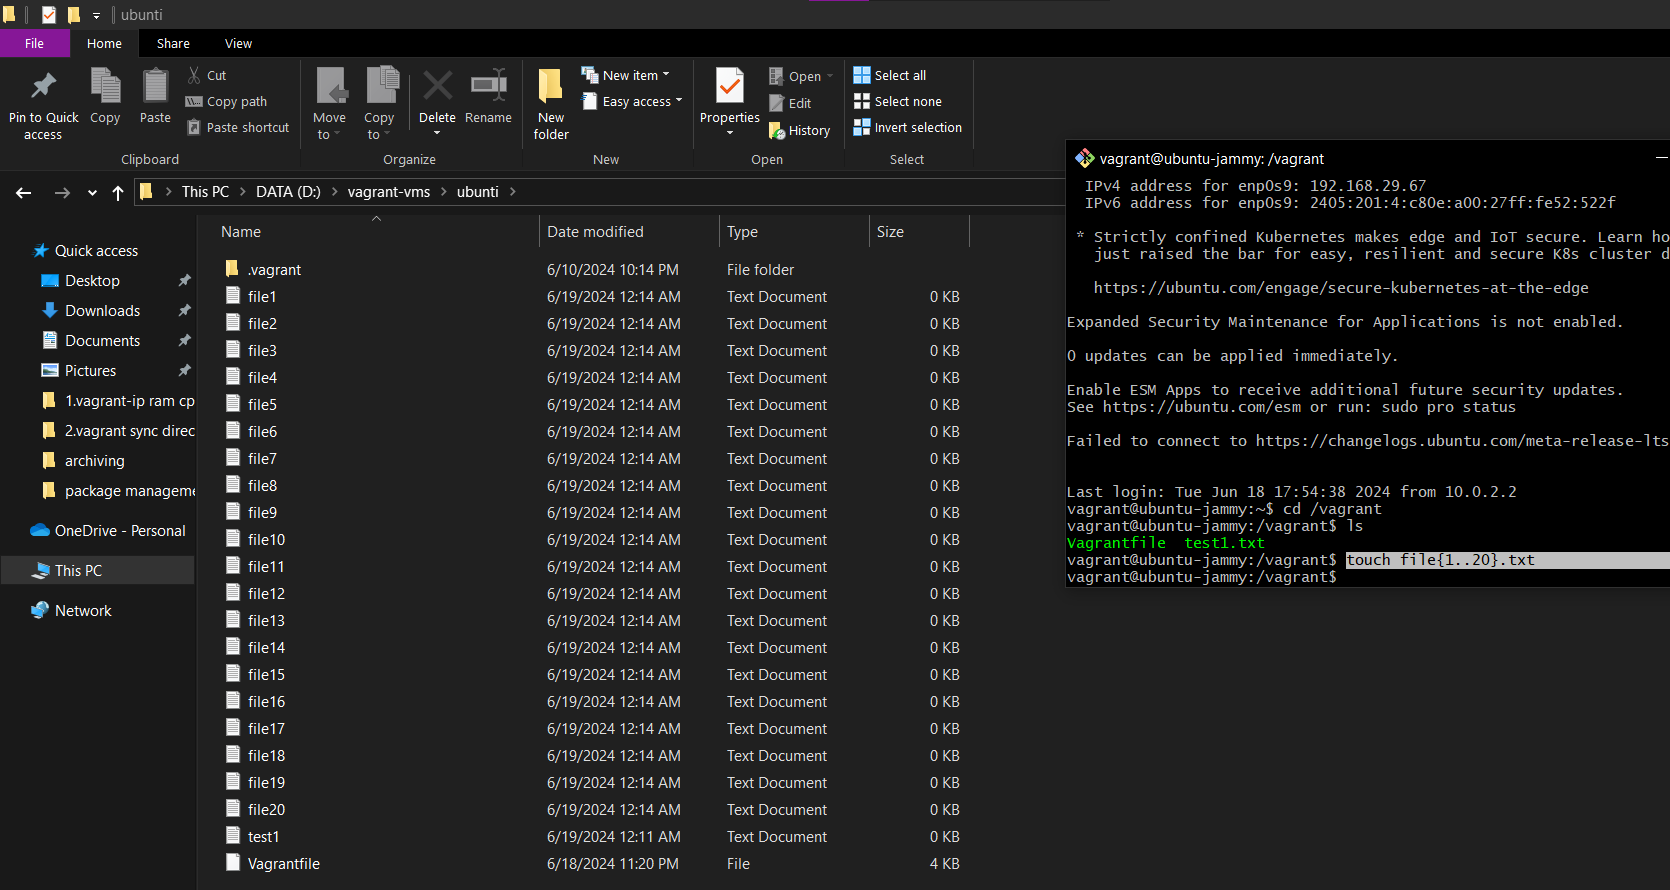 ubunti
File Home Share View
Pin to Quick access
Copy
Paste
Cut
Copy path
Paste shortcut
Clipboard
Move to
Copy to
Delete
Rename
Organize
New folder
New item
Easy access
New
Properties
Open
Edit
History
Open
Select all
Select none
Invert selection
Select
This PC > DATA (D:) > vagrant-vms > ubunti >
Quick access
Desktop
Downloads
Documents
Pictures
1.vagrant-ip ram cp
2.vagrant sync direc
archiving
package manageme
OneDrive - Personal
This PC
Network
Name Date modified Type Size
.vagrant 6/10/2024 10:14 PM File folder
file1 6/19/2024 12:14 AM Text Document 0 KB
file2 6/19/2024 12:14 AM Text Document 0 KB
file3 6/19/2024 12:14 AM Text Document 0 KB
file4 6/19/2024 12:14 AM Text Document 0 KB
file5 6/19/2024 12:14 AM Text Document 0 KB
file6 6/19/2024 12:14 AM Text Document 0 KB
file7 6/19/2024 12:14 AM Text Document 0 KB
file8 6/19/2024 12:14 AM Text Document 0 KB
file9 6/19/2024 12:14 AM Text Document 0 KB
file10 6/19/2024 12:14 AM Text Document 0 KB
file11 6/19/2024 12:14 AM Text Document 0 KB
file12 6/19/2024 12:14 AM Text Document 0 KB
file13 6/19/2024 12:14 AM Text Document 0 KB
file14 6/19/2024 12:14 AM Text Document 0 KB
file15 6/19/2024 12:14 AM Text Document 0 KB
file16 6/19/2024 12:14 AM Text Document 0 KB
file17 6/19/2024 12:14 AM Text Document 0 KB
file18 6/19/2024 12:14 AM Text Document 0 KB
file19 6/19/2024 12:14 AM Text Document 0 KB
file20 6/19/2024 12:14 AM Text Document 0 KB
test1 6/19/2024 12:11 AM Text Document 0 KB
Vagrantfile 6/18/2024 11:20 PM File 4 KB
vagrant@ubuntu-jammy: /vagrant
IPv4 address for enp0s9: 192.168.29.67
IPv6 address for enp0s9: 2405:201:4:c80e:a00:27ff:fe52:522f
* Strictly confined Kubernetes makes edge and IoT secure. Learn ho
just raised the bar for easy, resilient and secure K8s cluster d
https://ubuntu.com/engage/secure-kubernetes-at-the-edge
Expanded Security Maintenance for Applications is not enabled.
0 updates can be applied immediately.
Enable ESM Apps to receive additional future security updates.
See https://ubuntu.com/esm or run: sudo pro status
Failed to connect to https://changelogs.ubuntu.com/meta-release-lts
Last login: Tue Jun 18 17:54:38 2024 from 10.0.2.2
vagrant@ubuntu-jammy:~$ cd /vagrant
vagrant@ubuntu-jammy:/vagrant$ ls
Vagrantfile test1.txt
vagrant@ubuntu-jammy:/vagrant$ touch file{1..20}.txt
vagrant@ubuntu-jammy:/vagrant$